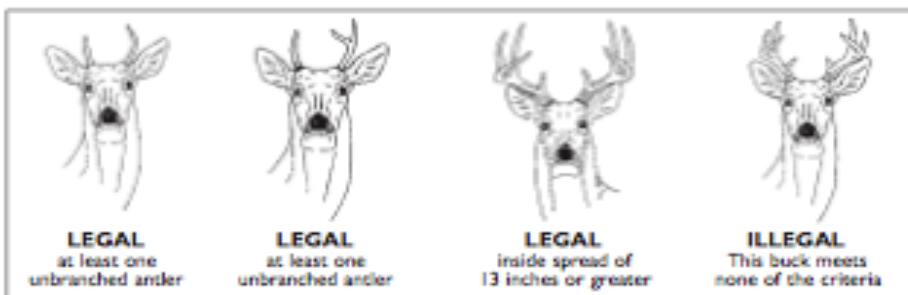 LEGAL
at least one
unbranched antler
LEGAL
at least one
unbranched antler
LEGAL
inside spread of
13 inches or greater
ILLEGAL
This buck meets
none of the criteria